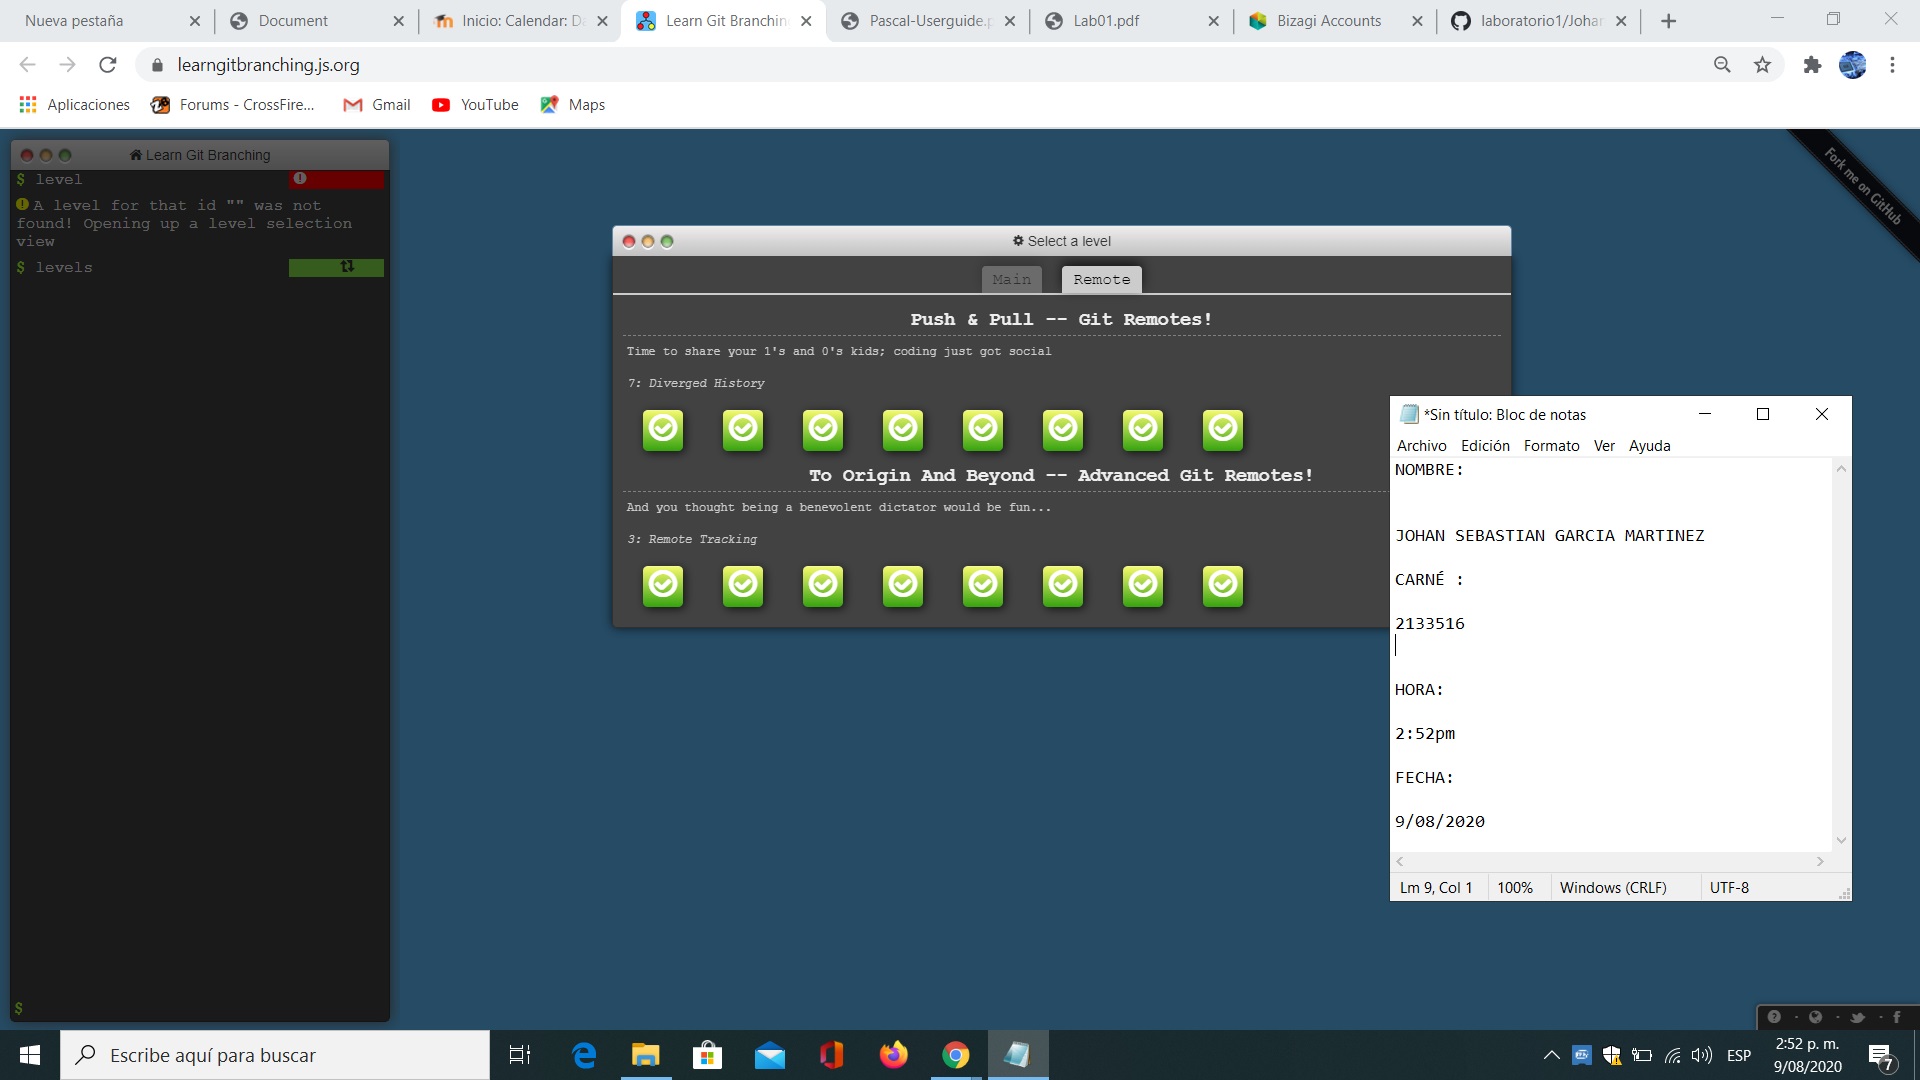 Nueva pestaña
Document
Inicio: Calendar: D
Learn Git Branchin
Pascal-Userguide.p
Lab01.pdf
Bizagi Accounts
laboratorio1/Johan
learngitbranching.js.org
Aplicaciones
Forums - CrossFire...
Gmail
YouTube
Maps
Learn Git Branching
$ level
A level for that id "" was not
found! Opening up a level selection
view
$ levels
$
Fork me on GitHub
Select a level
Main
Remote
Push & Pull -- Git Remotes!
Time to share your 1's and 0's kids; coding just got social
7: Diverged History
To Origin And Beyond -- Advanced Git Remotes!
And you thought being a benevolent dictator would be fun...
3: Remote Tracking
*Sin título: Bloc de notas
Archivo Edición Formato Ver Ayuda
NOMBRE:
JOHAN SEBASTIAN GARCIA MARTINEZ
CARNÉ :
2133516
HORA:
2:52pm
FECHA:
9/08/2020
Lm 9, Col 1
100%
Windows (CRLF)
UTF-8
Escribe aquí para buscar
ESP
2:52 p. m.
9/08/2020
7